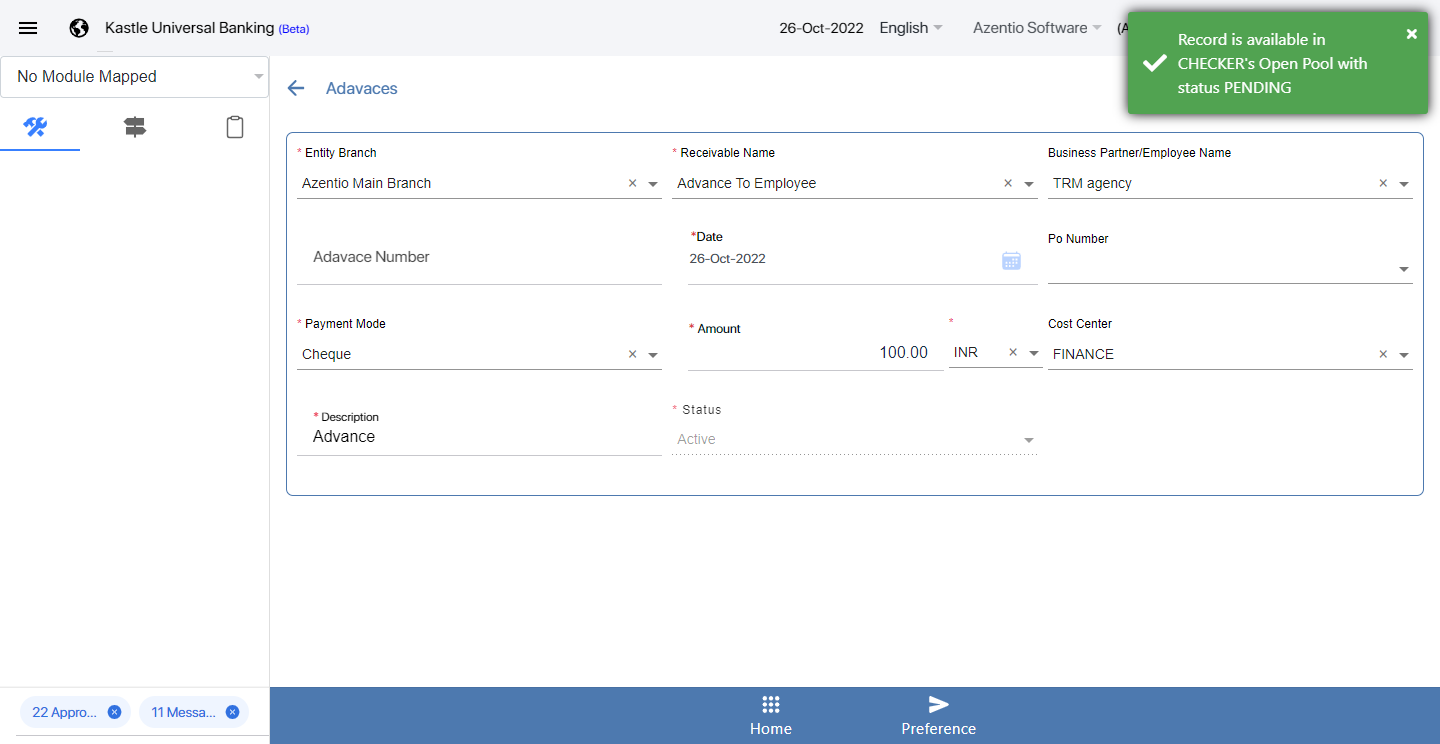 Kastle Universal Banking (Beta)
26-Oct-2022
English
Azentio Software
(A
Record is available in
CHECKER's Open Pool with
status PENDING
No Module Mapped
Adavaces
* Entity Branch
Azentio Main Branch
* Receivable Name
Advance To Employee
Business Partner/Employee Name
TRM agency
Adavace Number
*Date
26-Oct-2022
Po Number
* Payment Mode
Cheque
* Amount
100.00
*
INR
Cost Center
FINANCE
* Description
Advance
* Status
Active
22 Appro...
11 Messa...
Home
Preference